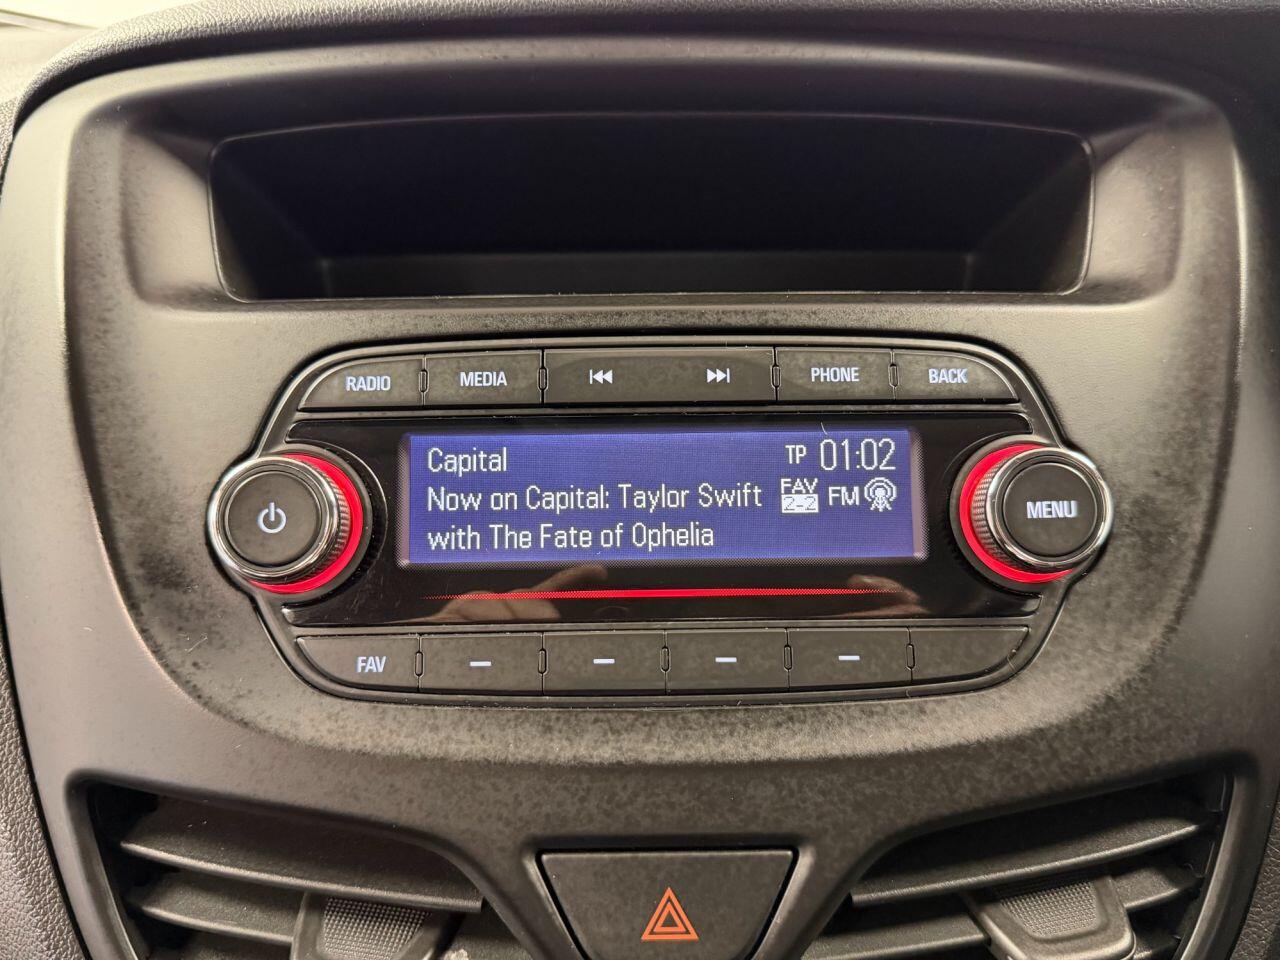 RADIO
MEDIA
PHONE
BACK
Capital
TP 01:02
Now on Capital: Taylor Swift
FAV
2-2
FM
with The Fate of Ophelia
MENU
FAV